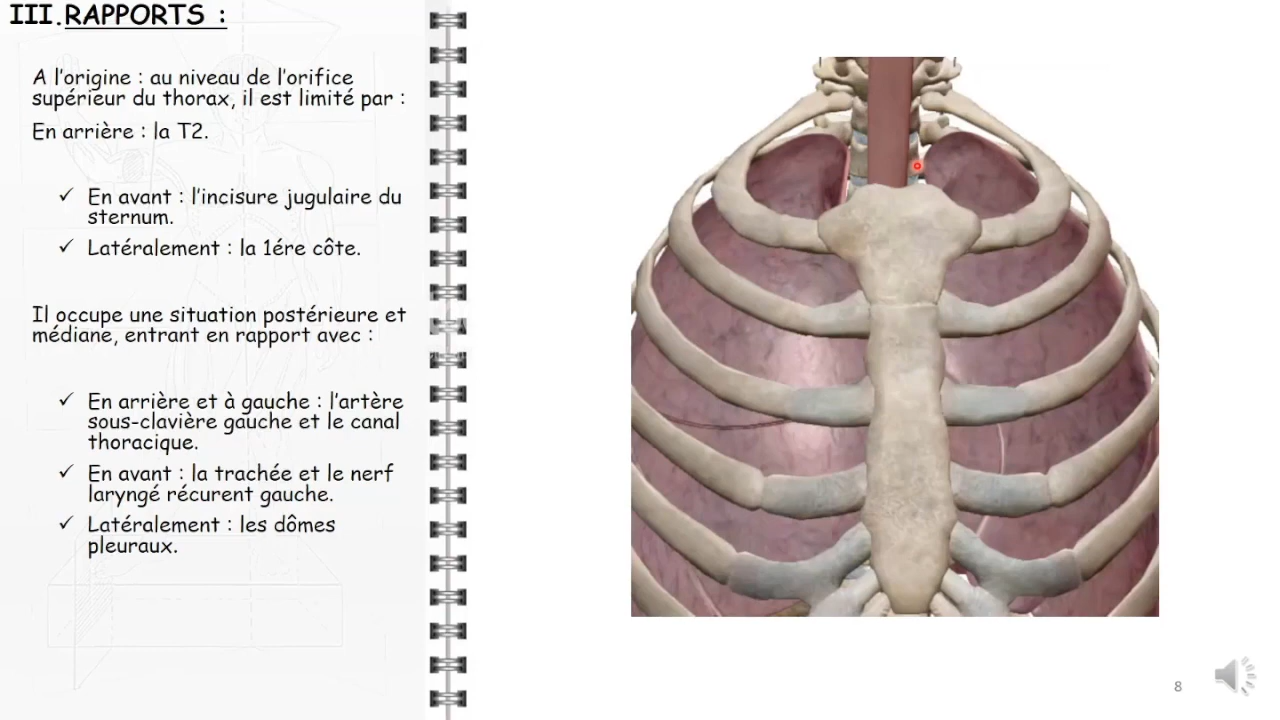 III.RAPPORTS :
A l'origine : au niveau de l'orifice
supérieur du thorax, il est limité par :
En arrière : la T2.
✓ En avant : l'incisure jugulaire du
sternum.
✓ Latéralement : la 1ére côte.
Il occupe une situation postérieure et
médiane, entrant en rapport avec :
✓ En arrière et à gauche : l'artère
sous-clavière gauche et le canal
thoracique.
✓ En avant : la trachée et le nerf
laryngé récurent gauche.
✓ Latéralement : les dômes
pleuraux.
8